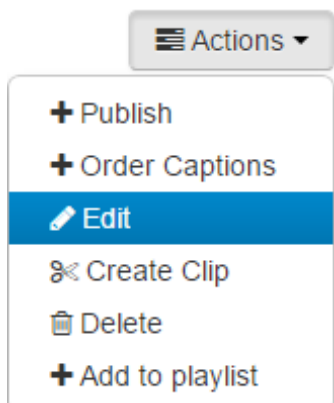 Actions
Publish
Order Captions
Edit
Create Clip
Delete
Add to playlist